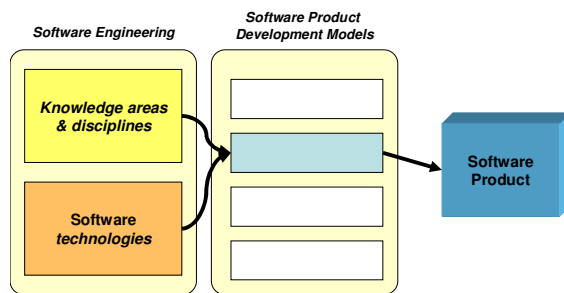 Software Engineering
Software Product
Development Models
Knowledge areas
& disciplines
Software
technologies
Software
Product